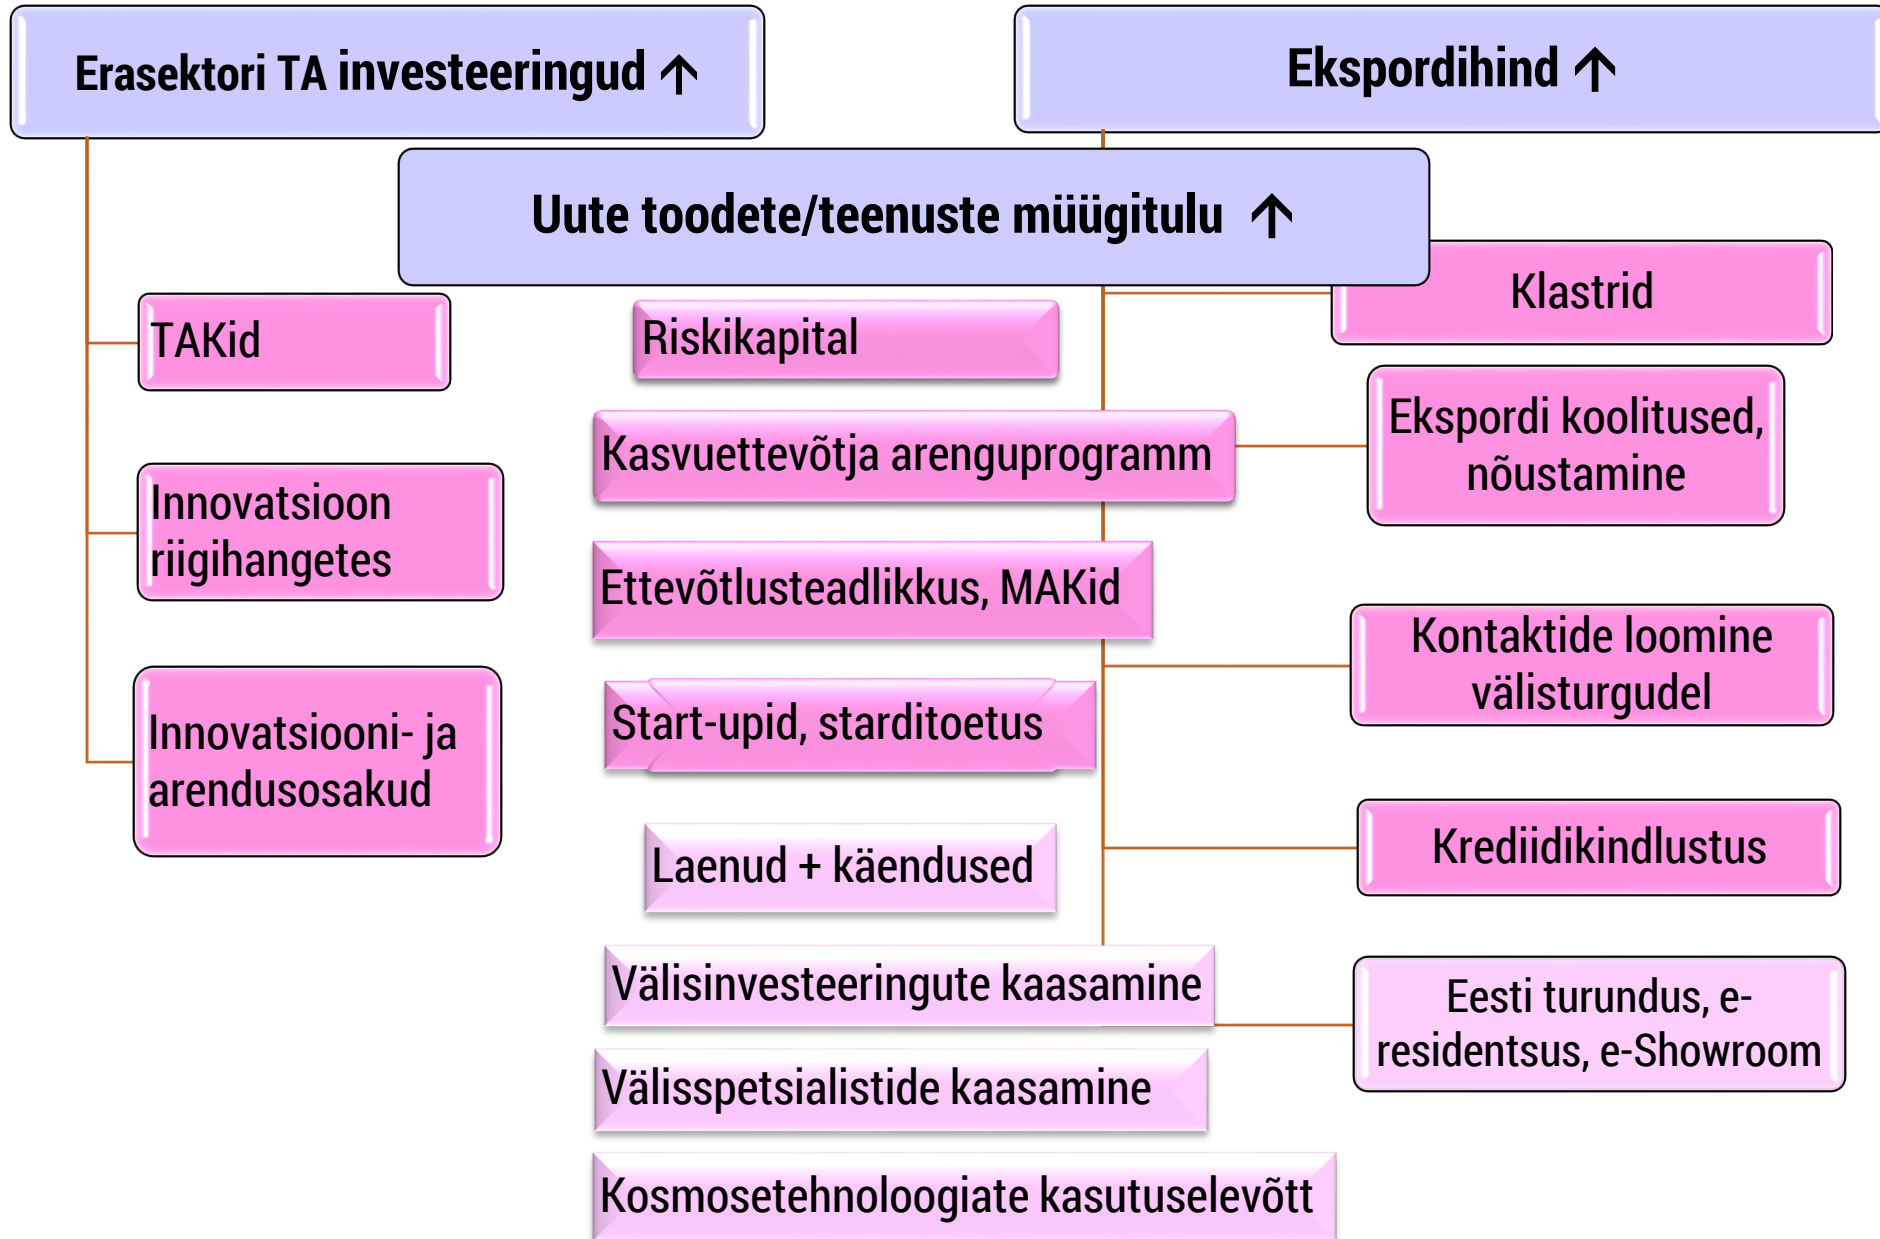 Erasektori TA investeeringud ↑
Ekspordihind ↑
Uute toodete/teenuste müügitulu ↑
TAKid
Innovatsioon
riigihangetes
Innovatsiooni- ja
arendusosakud
Riskikapital
Kasvuettevõtja arenguprogramm
Ettevõtlusteadlikkus, MAKid
Start-upid, starditoetus
Laenud + käendused
Välisinvesteeringute kaasamine
Välisspetsialistide kaasamine
Kosmosetehnoloogiate kasutuselevõtt
Klastrid
Ekspordi koolitused,
nõustamine
Kontaktide loomine
välisturgudel
Krediidikindlustus
Eesti turundus, e-
residentsus, e-Showroom